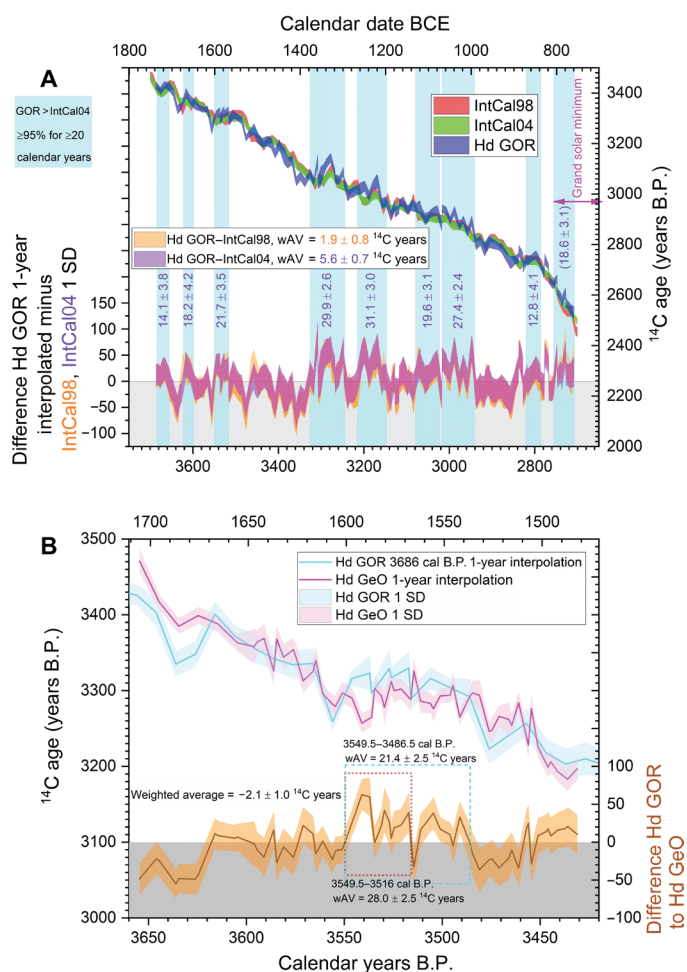 Calendar date BCE
1800 1600 1400 1200 1000 800
A
GOR > IntCal04
≥95% for ≥20
calendar years
IntCal98
IntCal04
Hd GOR
Grand solar minimum
Hd GOR–IntCal98, wAV = 1.9 ± 0.8 ¹⁴C years
Hd GOR–IntCal04, wAV = 5.6 ± 0.7 ¹⁴C years
14.1 ± 3.8
18.2 ± 4.2
21.7 ± 3.5
29.9 ± 2.6
31.1 ± 3.0
19.6 ± 3.1
27.4 ± 2.4
12.8 ± 4.1
(18.6 ± 3.1)
Difference Hd GOR 1-year
interpolated minus
IntCal98, IntCal04 1 SD
150
100
50
0
−50
−100
3400
3200
3000
2800
2600
2400
2200
2000
¹⁴C age (years B.P.)
3600 3400 3200 3000 2800
1700 1650 1600 1550 1500
B
Hd GOR 3686 cal B.P. 1-year interpolation
Hd GeO 1-year interpolation
Hd GOR 1 SD
Hd GeO 1 SD
3500
3400
3300
3200
3100
3000
¹⁴C age (years B.P.)
3549.5–3486.5 cal B.P.
wAV = 21.4 ± 2.5 ¹⁴C years
Weighted average = −2.1 ± 1.0 ¹⁴C years
3549.5–3516 cal B.P.
wAV = 28.0 ± 2.5 ¹⁴C years
100
50
0
−50
−100
Difference Hd GOR
to Hd GeO
3650 3600 3550 3500 3450
Calendar years B.P.